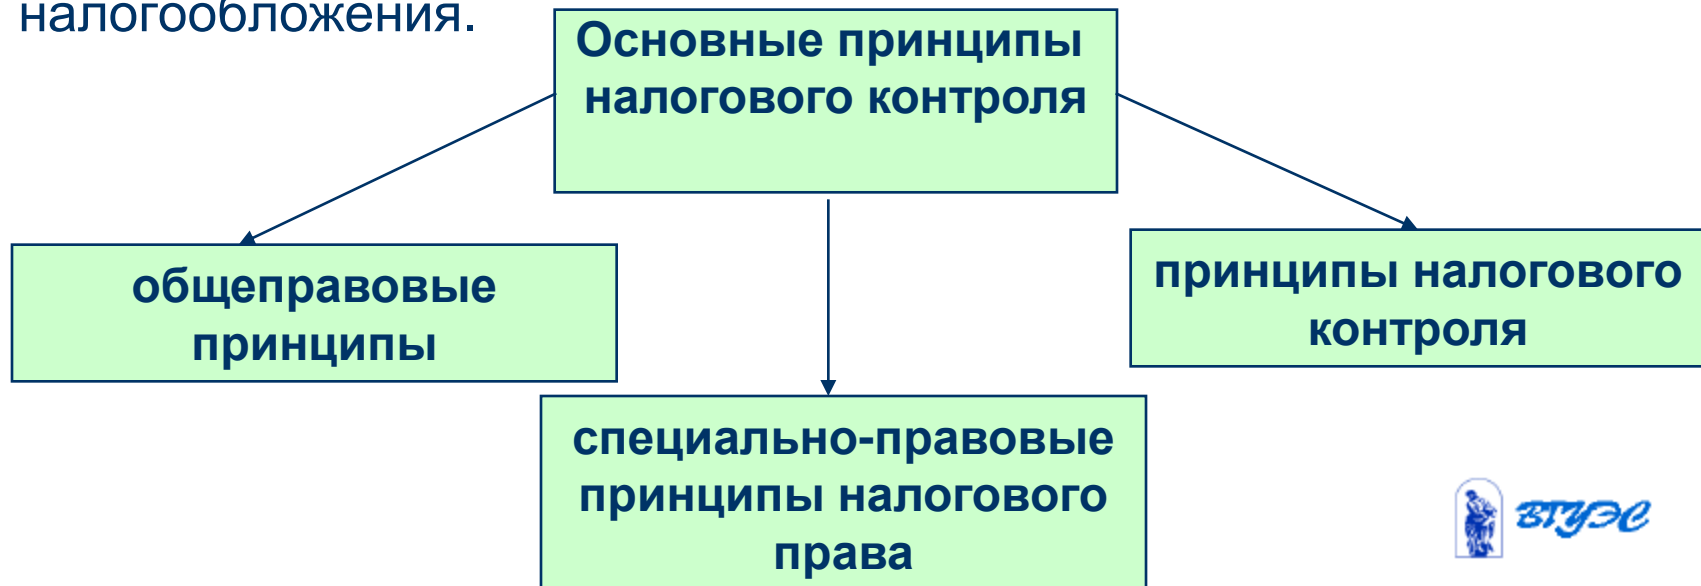 налогообложения.
Основные принципы
налогового контроля
общеправовые
принципы
принципы налогового
контроля
специально-правовые
принципы налогового
права
ВГУЭС